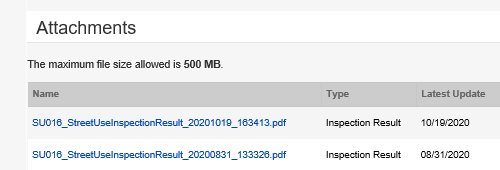 Attachments
The maximum file size allowed is 500 MB.
Name Type Latest Update
SU016_StreetUseInspectionResult_20201019_163413.pdf Inspection Result 10/19/2020
SU016_StreetUseInspectionResult_20200831_133326.pdf Inspection Result 08/31/2020